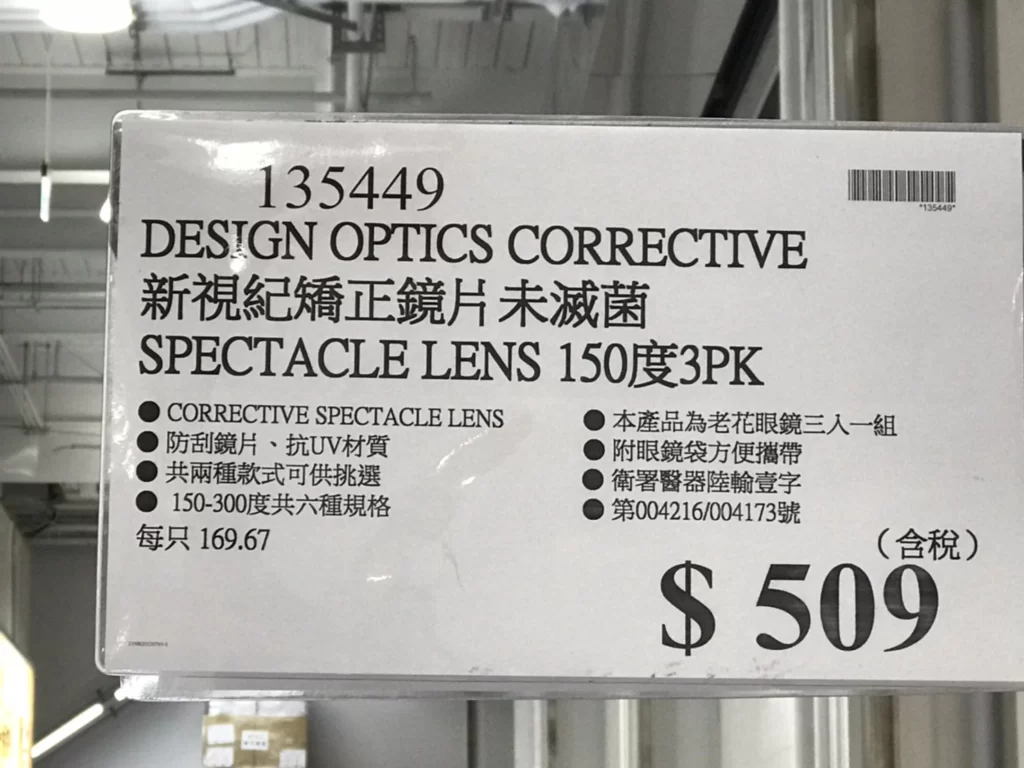 135449
*135449*
DESIGN OPTICS CORRECTIVE
新視紀矯正鏡片未滅菌
SPECTACLE LENS 150度3PK
● CORRECTIVE SPECTACLE LENS
● 防刮鏡片、抗UV材質
● 共兩種款式可供挑選
● 150-300度共六種規格
每只 169.67
● 本產品為老花眼鏡三入一組
● 附眼鏡袋方便攜帶
● 衛署醫器陸輸壹字
● 第004216/004173號
（含稅）
$ 509